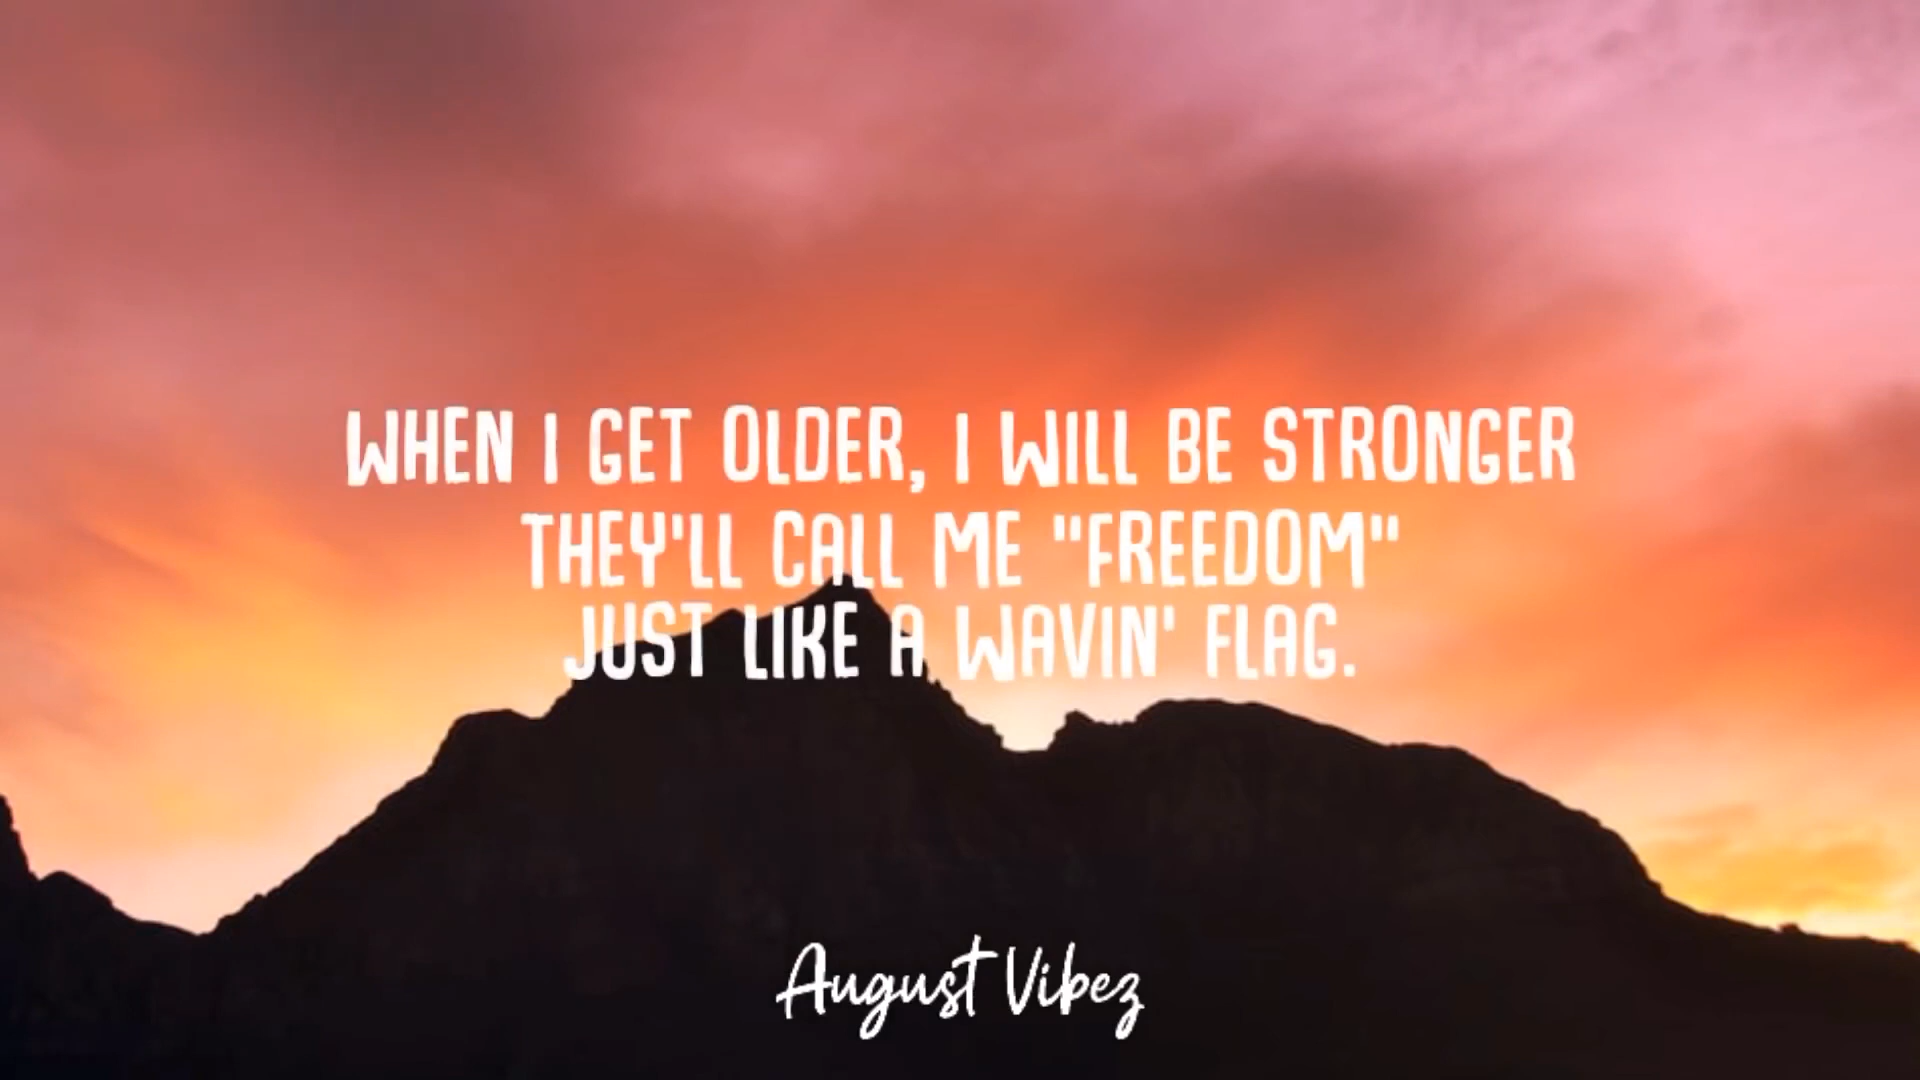 WHEN I GET OLDER, I WILL BE STRONGER
THEY'LL CALL ME "FREEDOM"
JUST LIKE A WAVIN' FLAG.
August Vibez